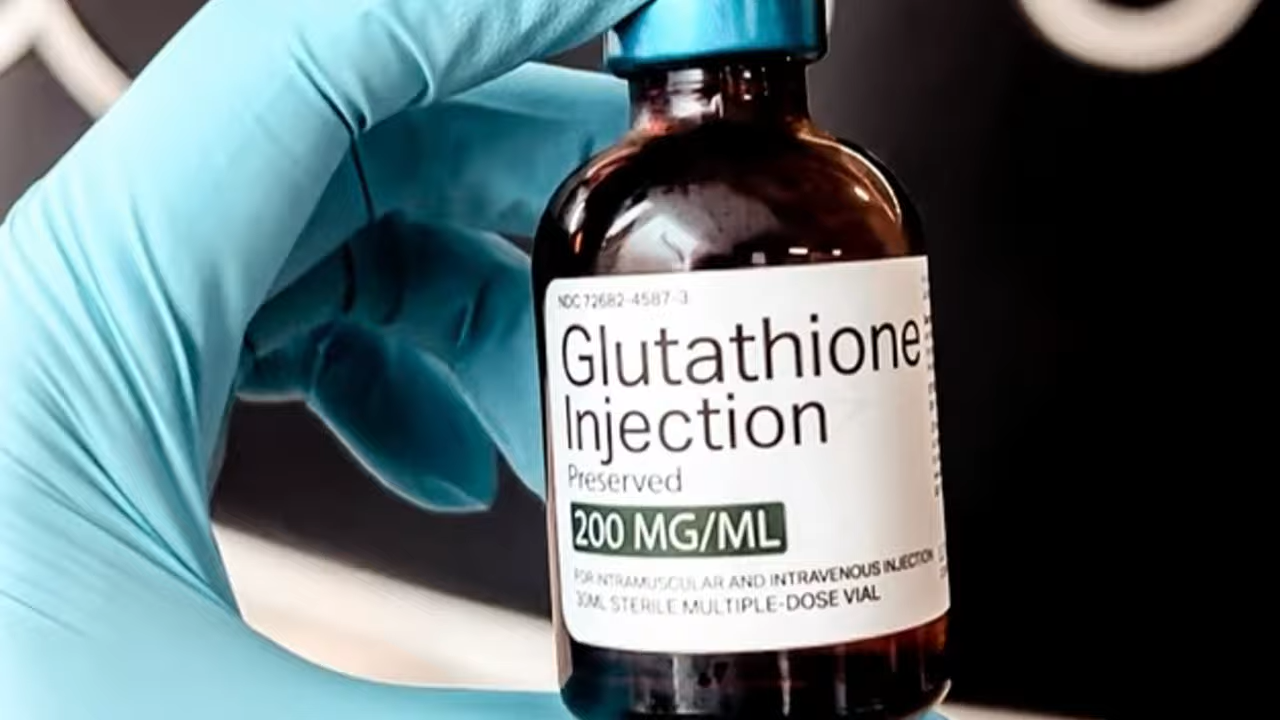 NDC 72682-4587-3
Glutathione
Injection
Preserved
200 MG/ML
FOR INTRAMUSCULAR AND INTRAVENOUS INJECTION
30ML STERILE MULTIPLE-DOSE VIAL